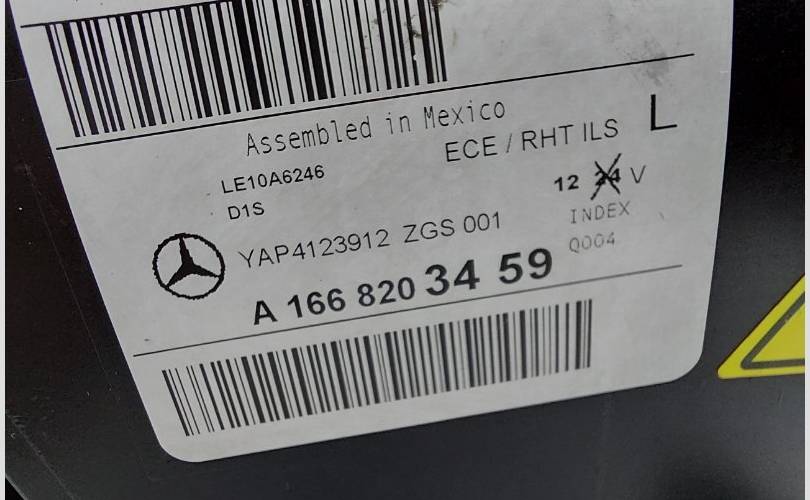 Assembled in Mexico
L
ECE / RHT ILS
LE10A6246
12 24 V
D1S
INDEX
YAP4123912 ZGS 001
Q004
A 166 820 34 59